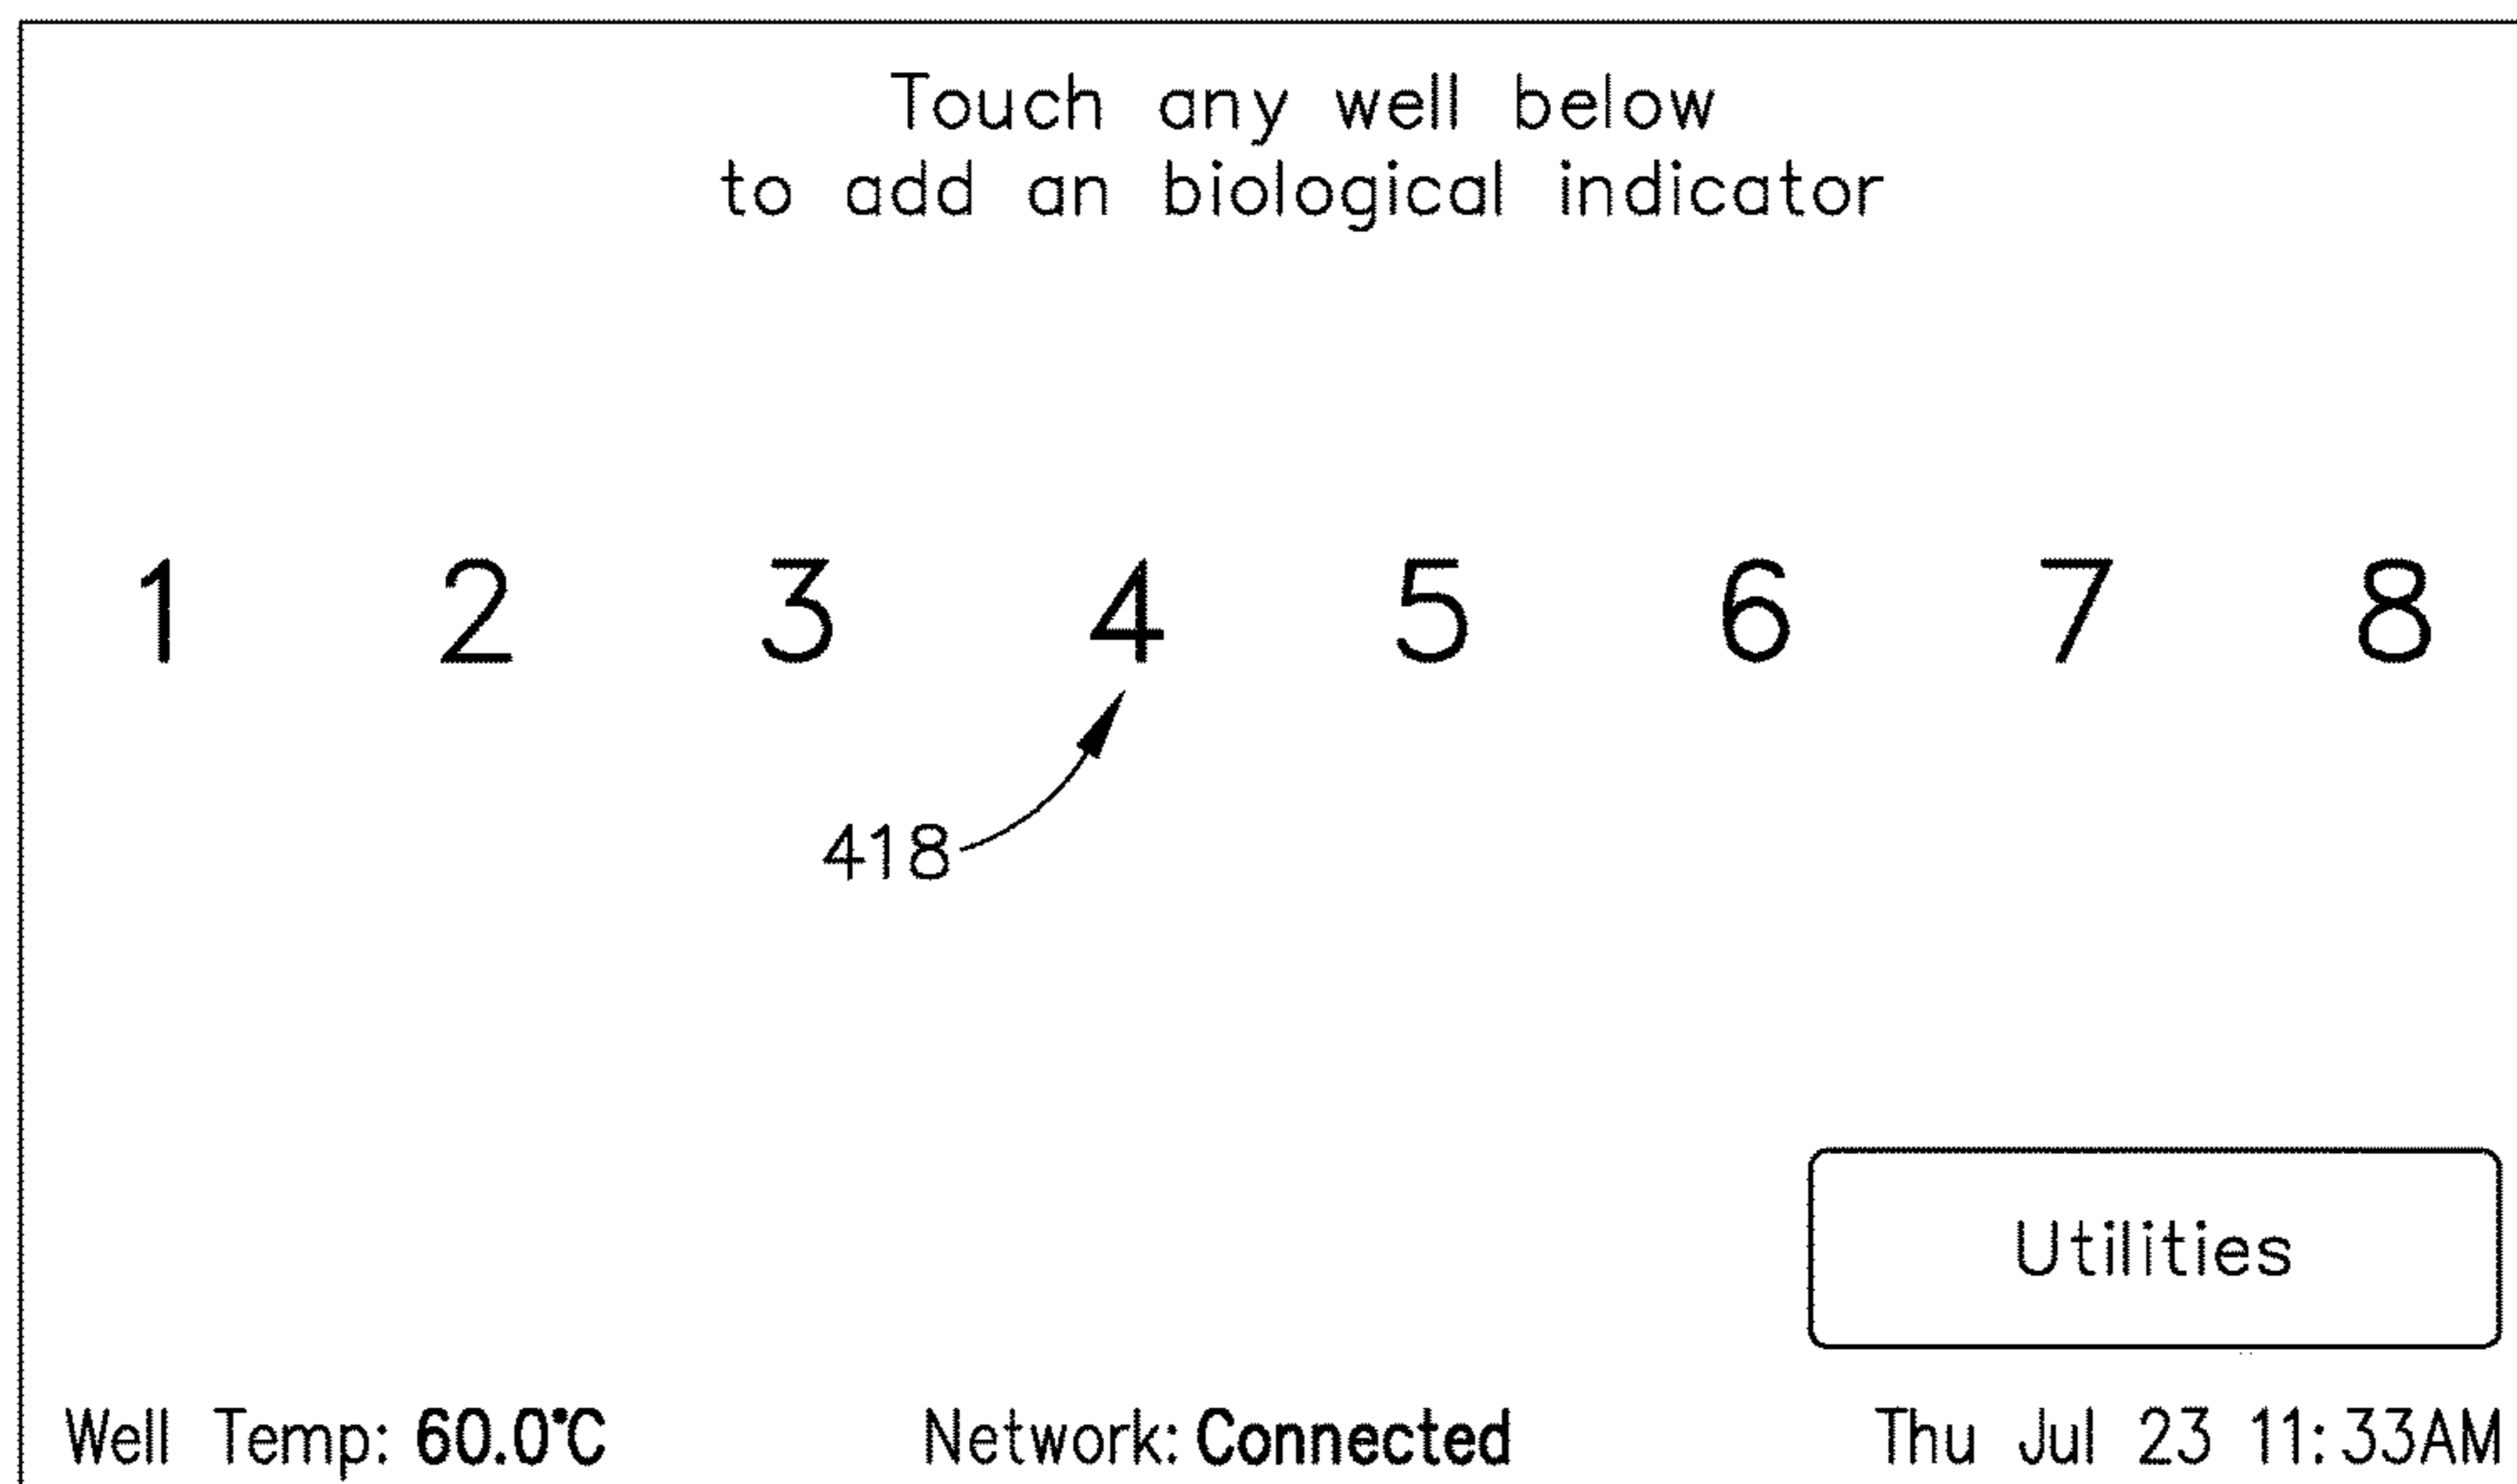 Touch any well below
to add an biological indicator
1 2 3 4 5 6 7 8
418
Utilities
Well Temp: 60.0°C Network: Connected Thu Jul 23 11:33AM